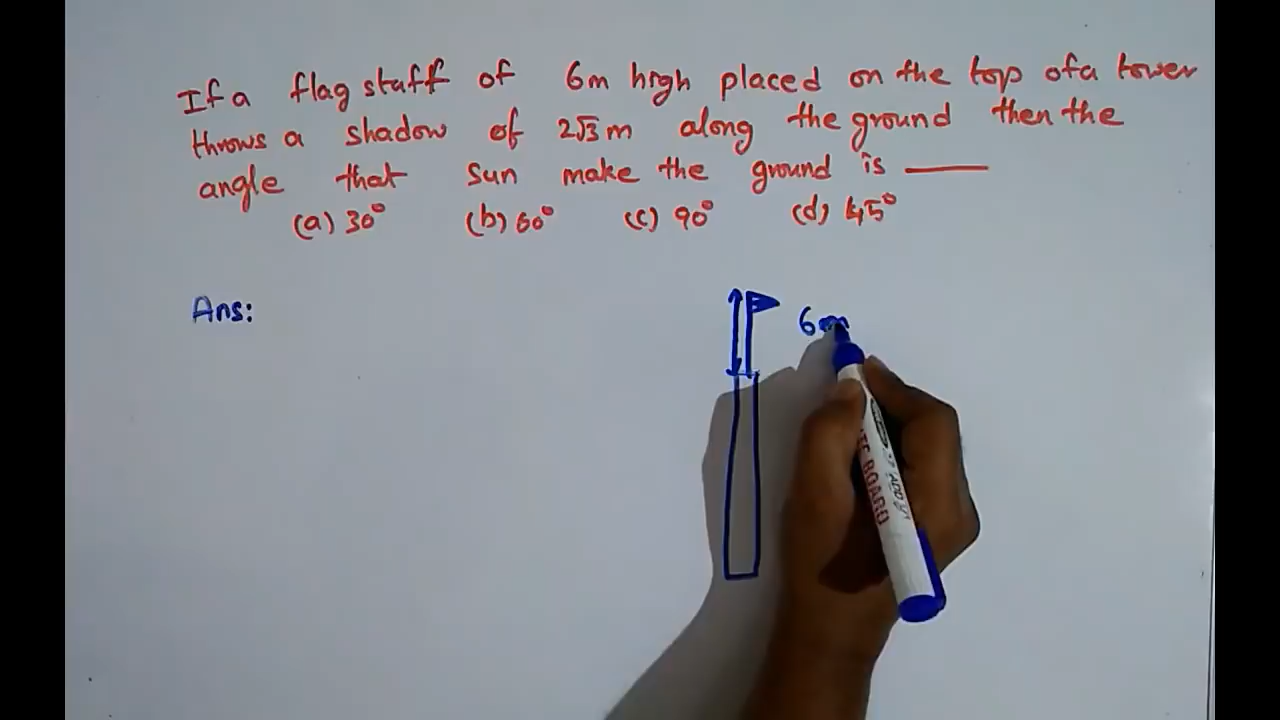 If a flag staff of 6m high placed on the top of a tower
throws a shadow of 2√3 m along the ground then the
angle that sun make the ground is ____
(a) 30° (b) 60° (c) 90° (d) 45°
Ans:
6m
BOARD